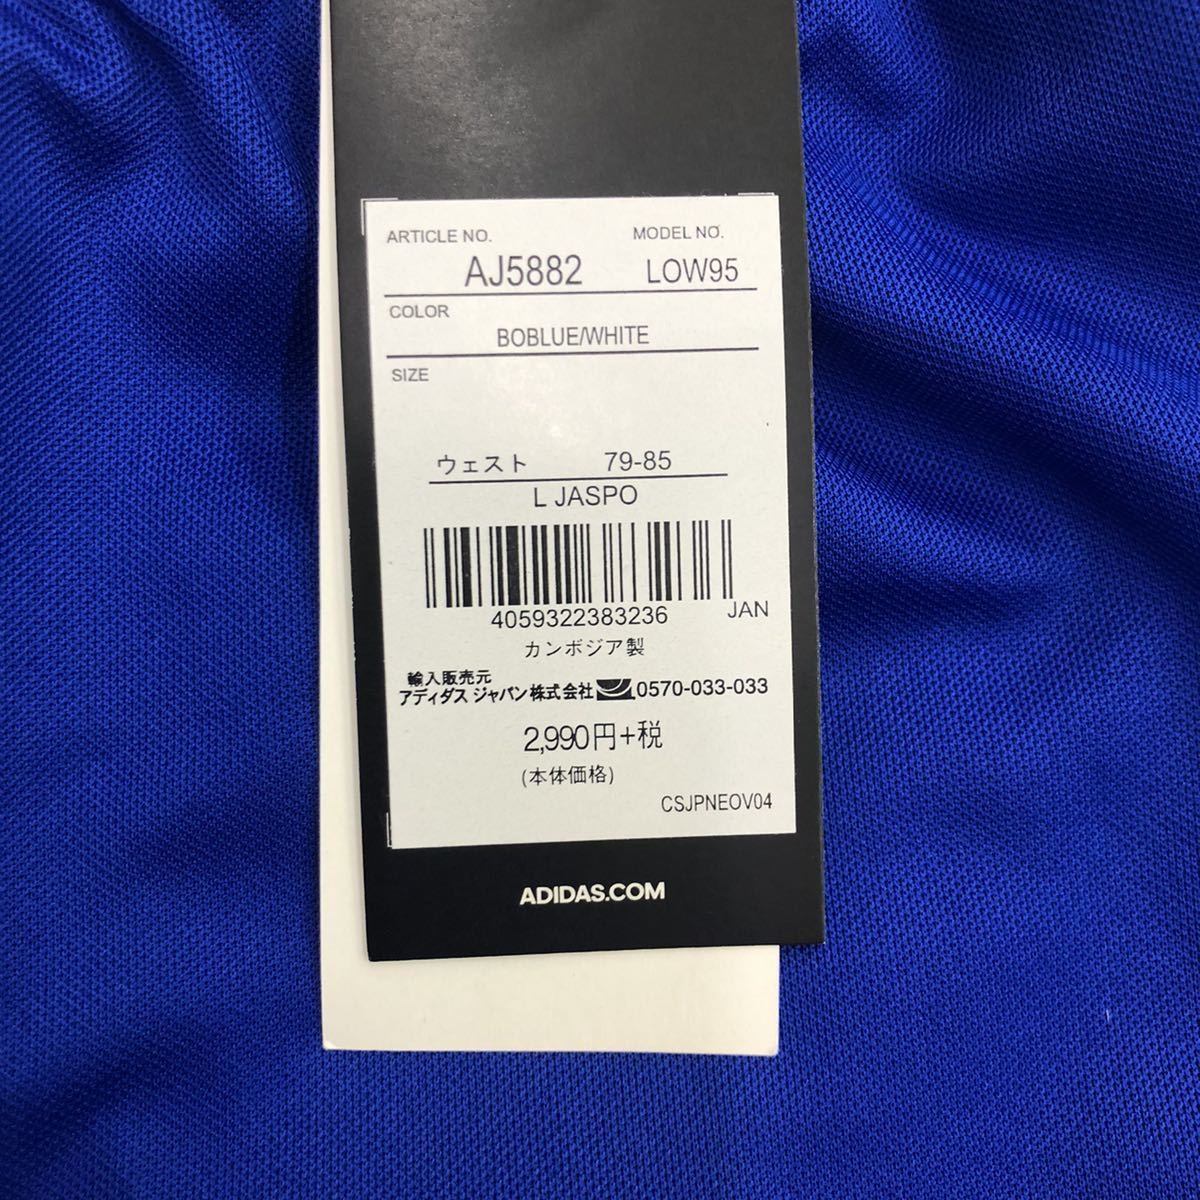 ARTICLE NO. MODEL NO.
AJ5882 LOW95
COLOR
BOBLUE/WHITE
SIZE
ウェスト 79-85
L JASPO
4059322383236 JAN
カンボジア製
輸入販売元
アディダス ジャパン株式会社 0570-033-033
2,990円+税
(本体価格)
CSJPNEOV04
ADIDAS.COM